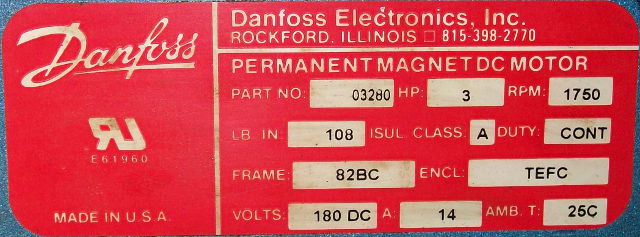 Danfoss
RU
E61960
MADE IN U.S.A.
Danfoss Electronics, Inc.
ROCKFORD, ILLINOIS □ 815-398-2770
PERMANENT MAGNET DC MOTOR
PART NO: 03280 HP: 3 RPM: 1750
LB IN: 108 ISUL. CLASS: A DUTY: CONT
FRAME: 82BC ENCL: TEFC
VOLTS: 180 DC A: 14 AMB. T: 25C